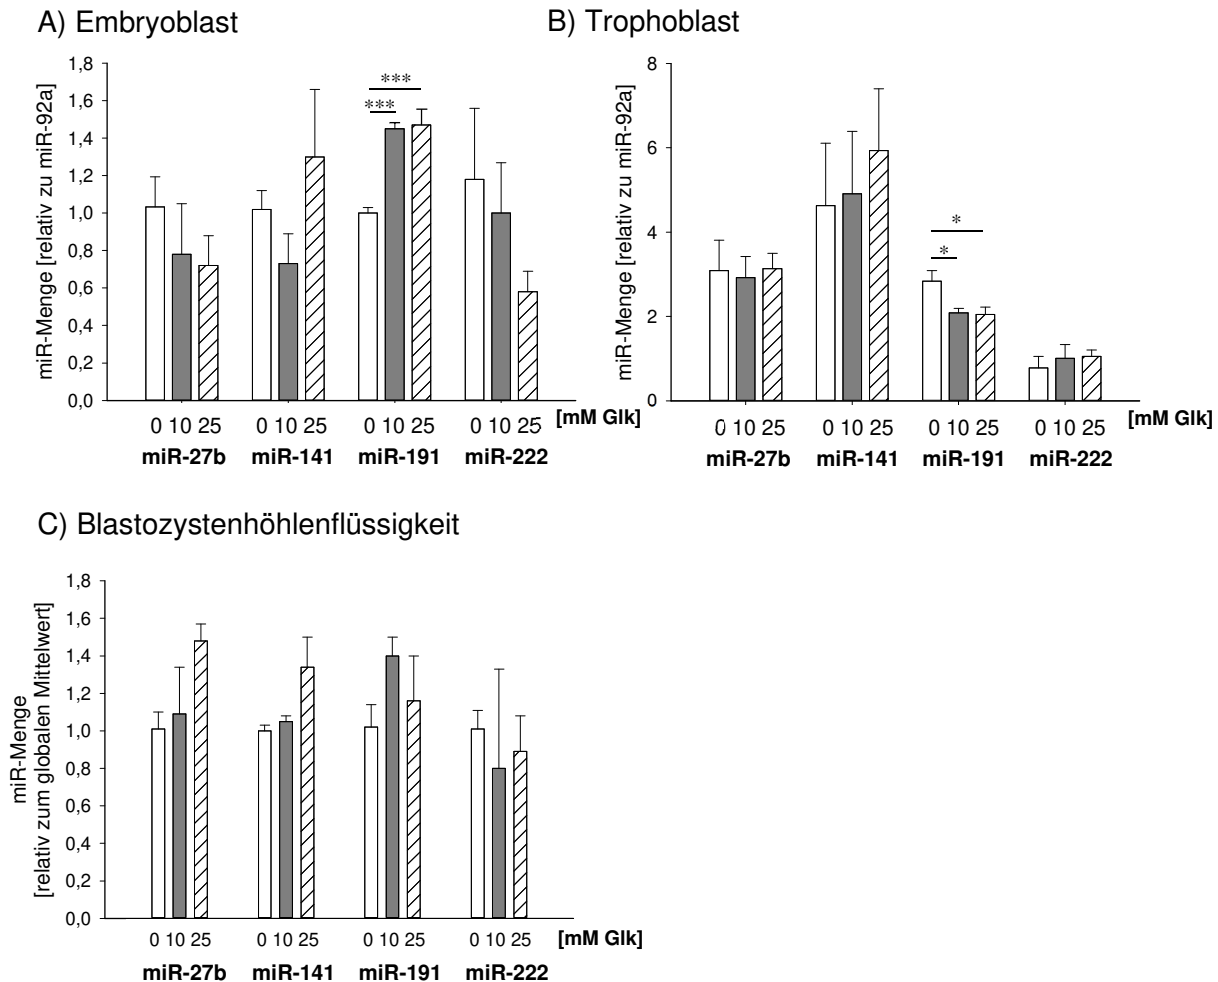 A) Embryoblast
B) Trophoblast
miR-Menge [relativ zu miR-92a]
1,8
1,6
1,4
1,2
1,0
0,8
0,6
0,4
0,2
0,0
***
***
0 10 25 0 10 25 0 10 25 0 10 25 [mM Glk]
miR-27b miR-141 miR-191 miR-222
miR-Menge [relativ zu miR-92a]
8
6
4
2
0
*
*
0 10 25 0 10 25 0 10 25 0 10 25 [mM Glk]
miR-27b miR-141 miR-191 miR-222
C) Blastozystenhöhlenflüssigkeit
miR-Menge
[relativ zum globalen Mittelwert]
1,8
1,6
1,4
1,2
1,0
0,8
0,6
0,4
0,2
0,0
0 10 25 0 10 25 0 10 25 0 10 25 [mM Glk]
miR-27b miR-141 miR-191 miR-222